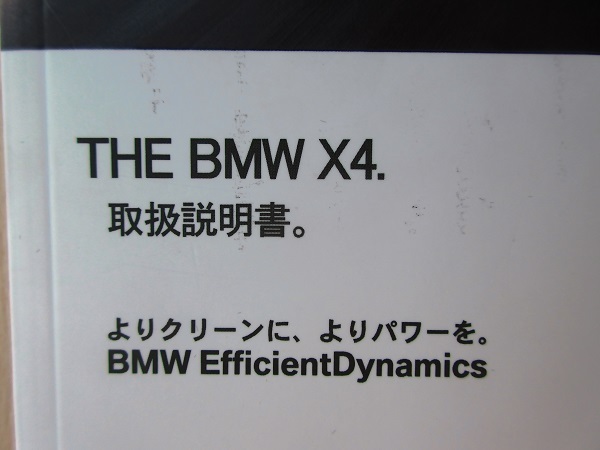 THE BMW X4.
取扱説明書。
よりクリーンに、よりパワーを。
BMW EfficientDynamics